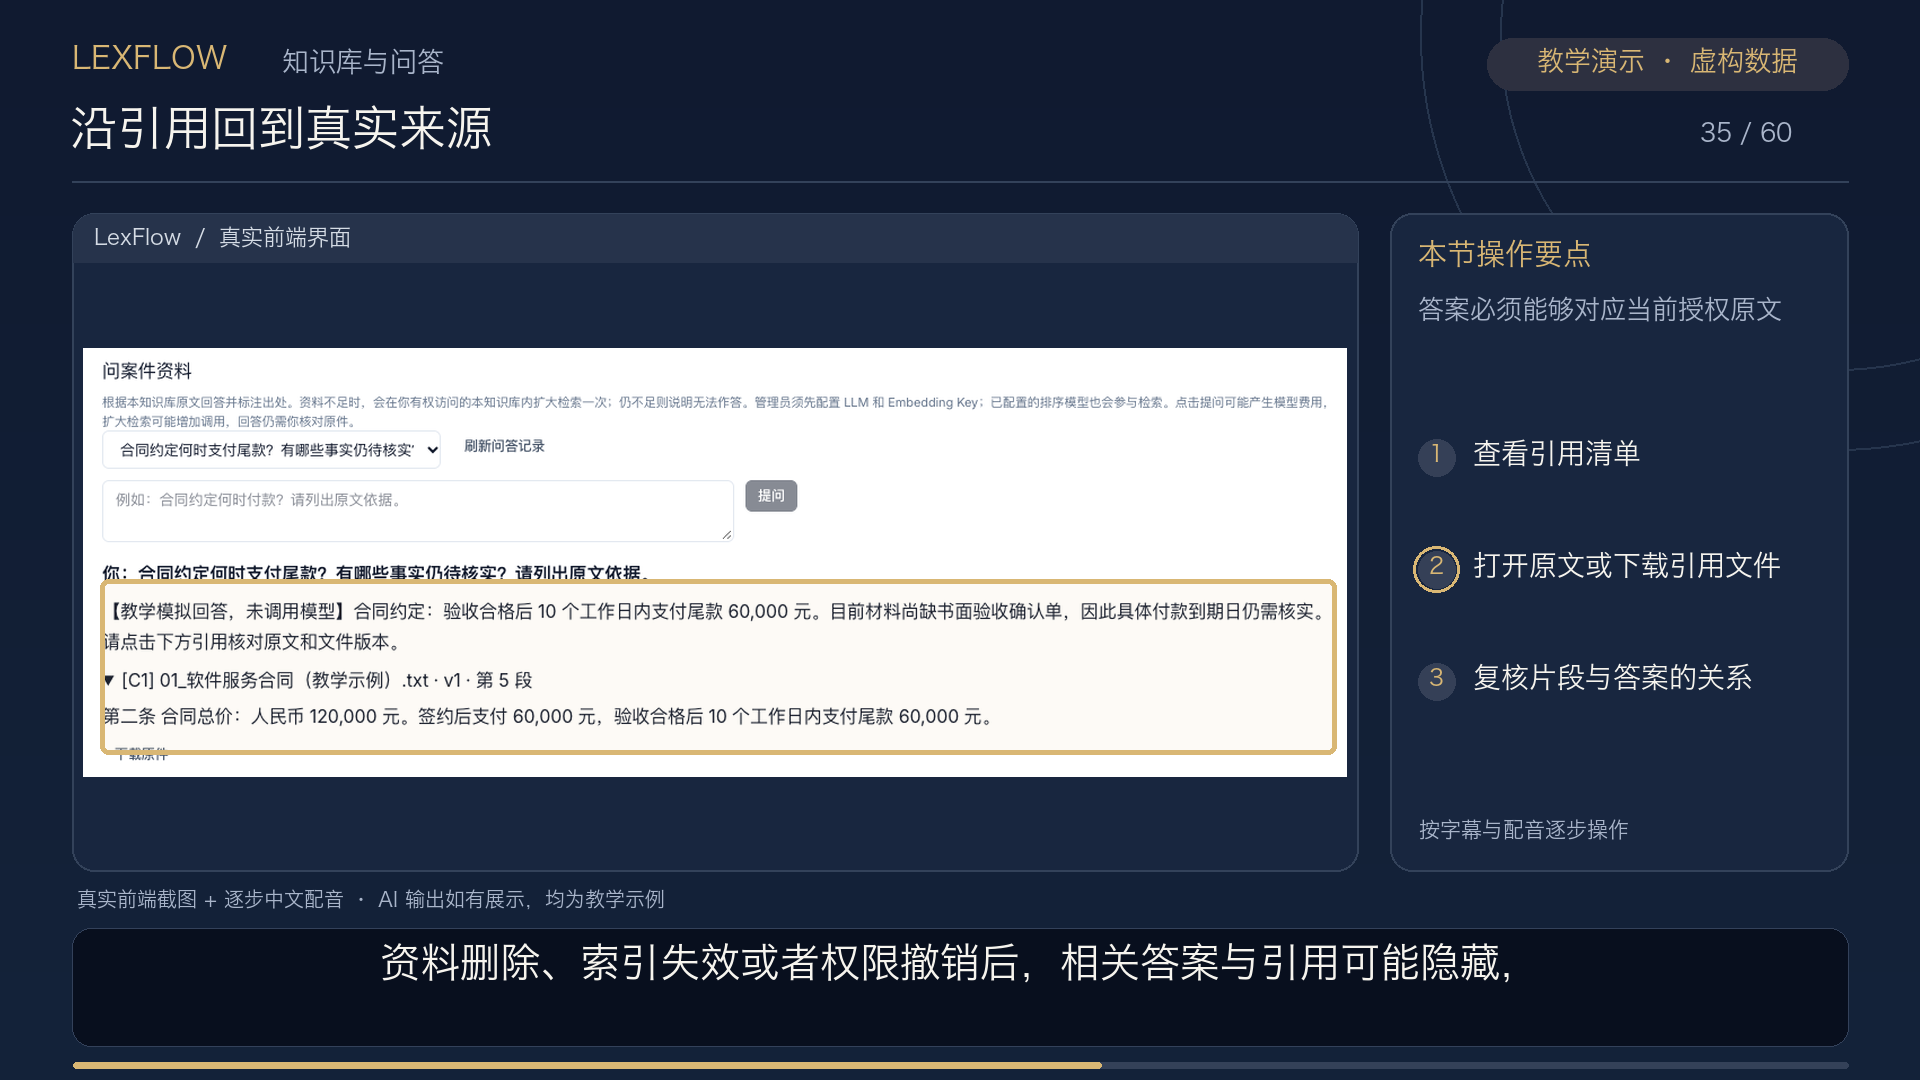 LEXFLOW 知识库与问答
教学演示 · 虚构数据
沿引用回到真实来源
35 / 60
LexFlow / 真实前端界面
问案件资料
根据本知识库原文回答并标注出处。资料不足时，会在你有权访问的本知识库内扩大检索一次；仍不足则说明无法作答。管理员须先配置 LLM 和 Embedding Key；已配置的排序模型也会参与检索。点击提问可能产生模型费用，
扩大检索可能增加调用，回答仍需你核对原件。
合同约定何时支付尾款？有哪些事实仍待核实
刷新问答记录
例如：合同约定何时付款？请列出原文依据。
提问
你：合同约定何时支付尾款？有哪些事实仍待核实？请列出原文依据。
【教学模拟回答，未调用模型】合同约定：验收合格后 10 个工作日内支付尾款 60,000 元。目前材料尚缺书面验收确认单，因此具体付款到期日仍需核实。
请点击下方引用核对原文和文件版本。
▼ [C1] 01_软件服务合同（教学示例）.txt · v1 · 第 5 段
第二条 合同总价：人民币 120,000 元。签约后支付 60,000 元，验收合格后 10 个工作日内支付尾款 60,000 元。
下载原件
本节操作要点
答案必须能够对应当前授权原文
1 查看引用清单
2 打开原文或下载引用文件
3 复核片段与答案的关系
按字幕与配音逐步操作
真实前端截图 + 逐步中文配音 · AI 输出如有展示，均为教学示例
资料删除、索引失效或者权限撤销后，相关答案与引用可能隐藏，